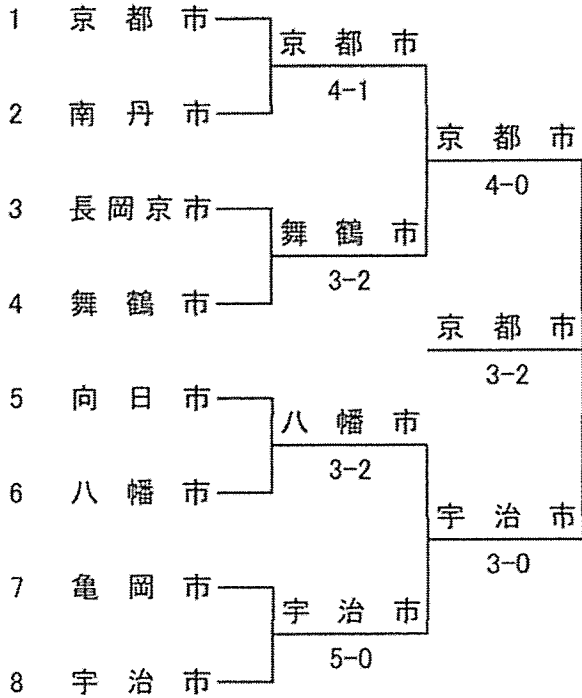 1 京都市
京都市
4-1
2 南丹市
京都市
4-0
3 長岡京市
舞鶴市
3-2
4 舞鶴市
京都市
3-2
5 向日市
八幡市
3-2
6 八幡市
宇治市
3-0
7 亀岡市
宇治市
5-0
8 宇治市